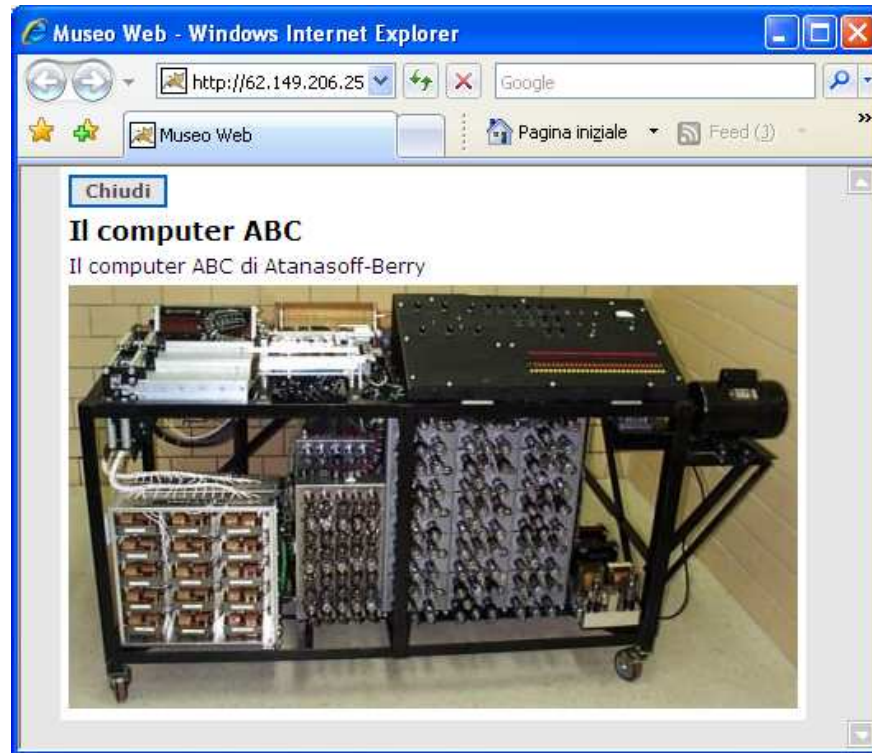 Museo Web - Windows Internet Explorer
http://62.149.206.25
Google
Museo Web
Pagina iniziale
Feed (J)
»
Chiudi
Il computer ABC
Il computer ABC di Atanasoff-Berry